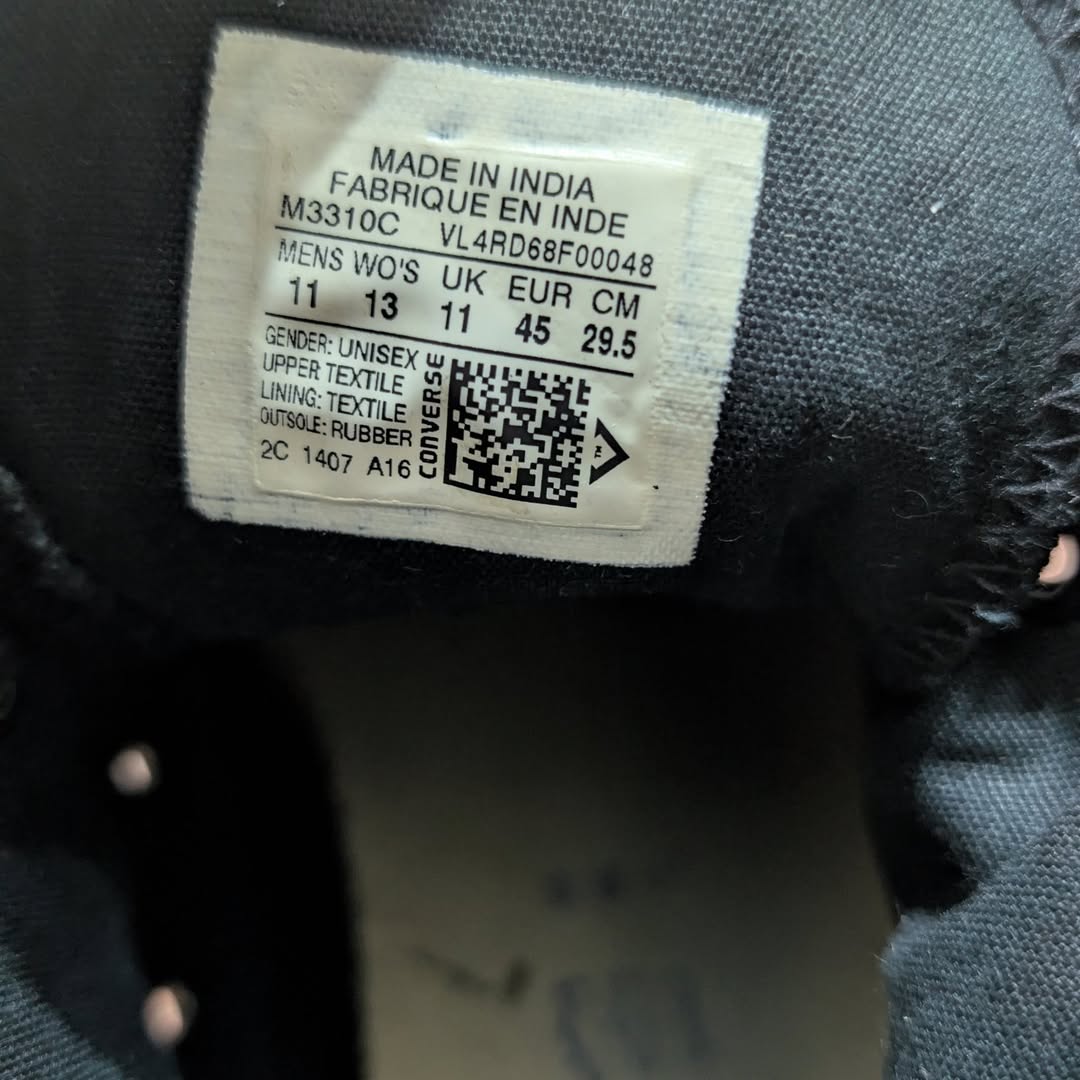 MADE IN INDIA
FABRIQUE EN INDE
M3310C VL4RD68F00048
MENS WO'S UK EUR CM
11 13 11 45 29.5
GENDER: UNISEX
UPPER TEXTILE
LINING: TEXTILE
OUTSOLE: RUBBER
2C 1407 A16
CONVERSE
TM